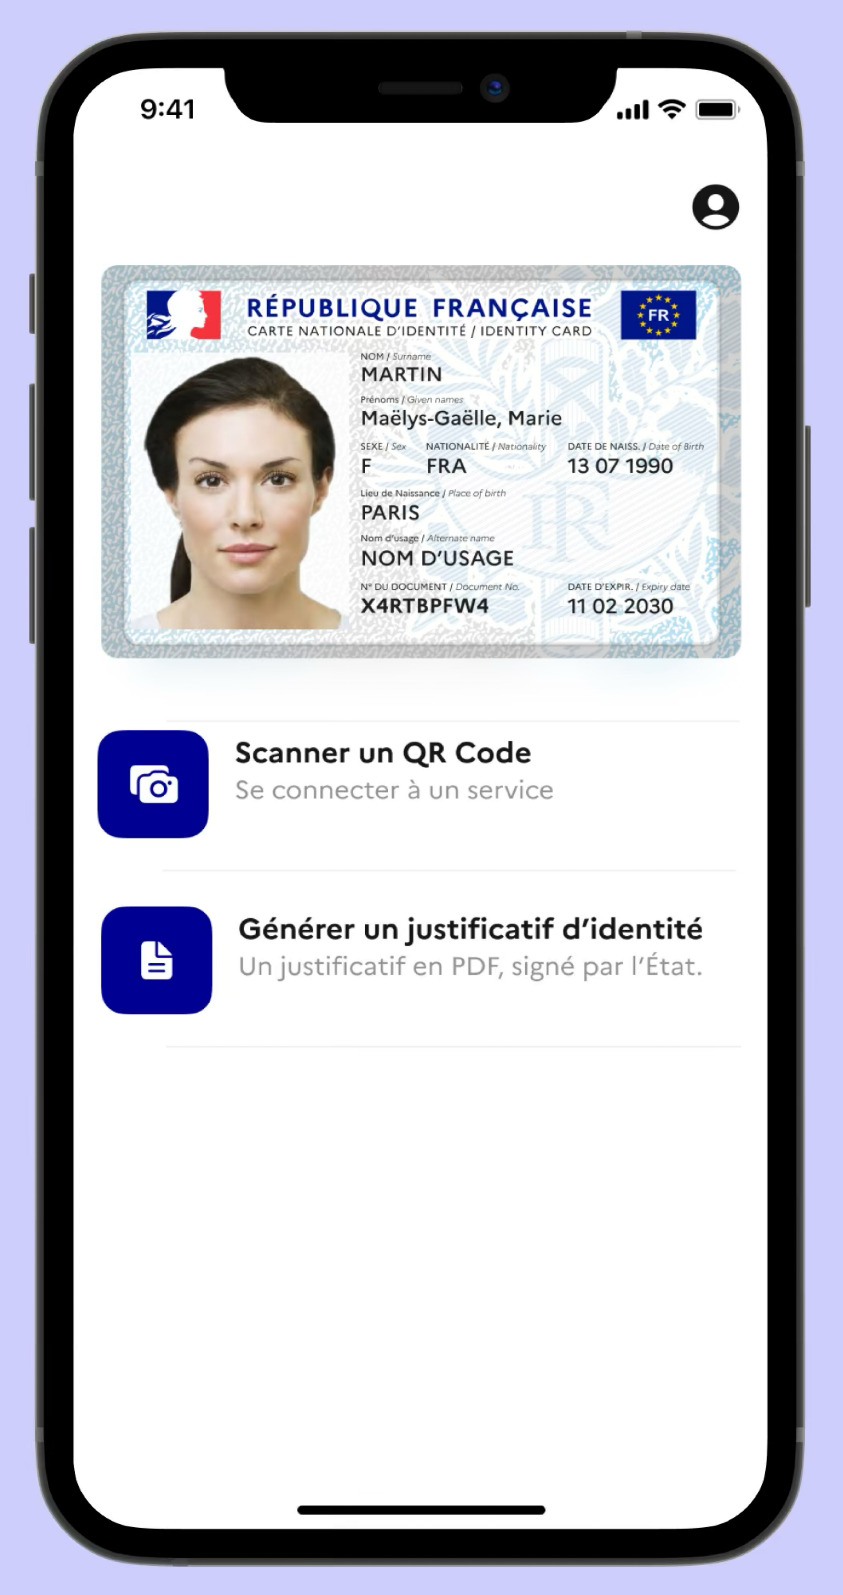 9:41
RÉPUBLIQUE FRANÇAISE
CARTE NATIONALE D'IDENTITÉ / IDENTITY CARD
FR
NOM / Surname
MARTIN
Prénoms / Given names
Maëlys-Gaëlle, Marie
SEXE / Sex NATIONALITÉ / Nationality DATE DE NAISS. / Date of Birth
F FRA 13 07 1990
Lieu de Naissance / Place of birth
PARIS
Nom d'usage / Alternate name
NOM D'USAGE
N° DU DOCUMENT / Document No. DATE D'EXPIR. / Expiry date
X4RTBPFW4 11 02 2030
RF
Scanner un QR Code
Se connecter à un service
Générer un justificatif d'identité
Un justificatif en PDF, signé par l'État.